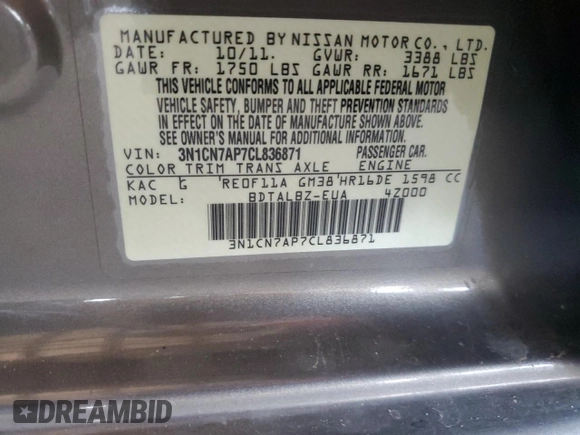 MANUFACTURED BY NISSAN MOTOR CO., LTD.
DATE: 10/11. GVWR: 3388 LBS
GAWR FR: 1750 LBS GAWR RR: 1671 LBS
THIS VEHICLE CONFORMS TO ALL APPLICABLE FEDERAL MOTOR
VEHICLE SAFETY, BUMPER AND THEFT PREVENTION STANDARDS
IN EFFECT ON THE DATE OF MANUFACTURE SHOWN ABOVE.
SEE OWNER'S MANUAL FOR ADDITIONAL INFORMATION.
VIN: 3N1CN7AP7CL836871 PASSENGER CAR.
COLOR TRIM TRANS AXLE ENGINE
KAC G RE0F11A GM38 HR16DE 1598 CC
MODEL: BDTALBZ-EUA 4Z000
3N1CN7AP7CL836871
DREAMBID